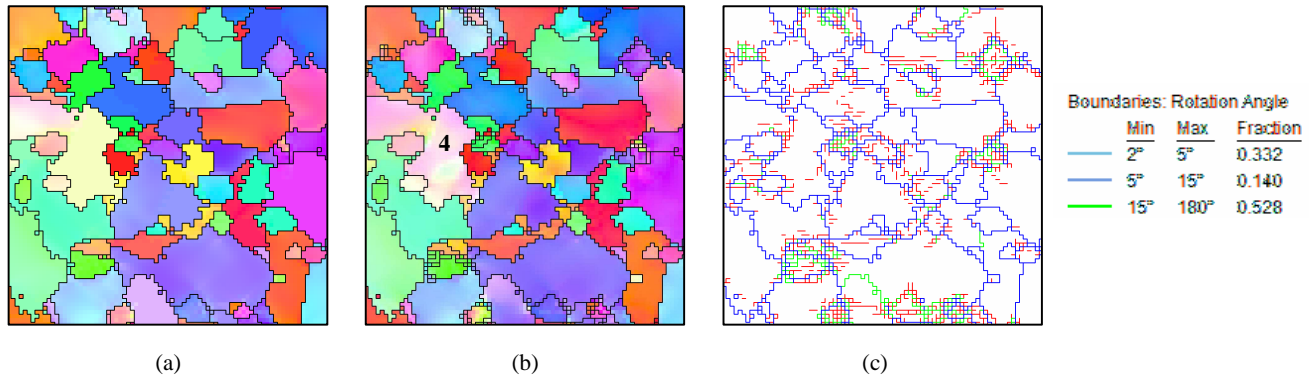 4
Boundaries: Rotation Angle
Min Max Fraction
2° 5° 0.332
5° 15° 0.140
15° 180° 0.528
(a) (b) (c)